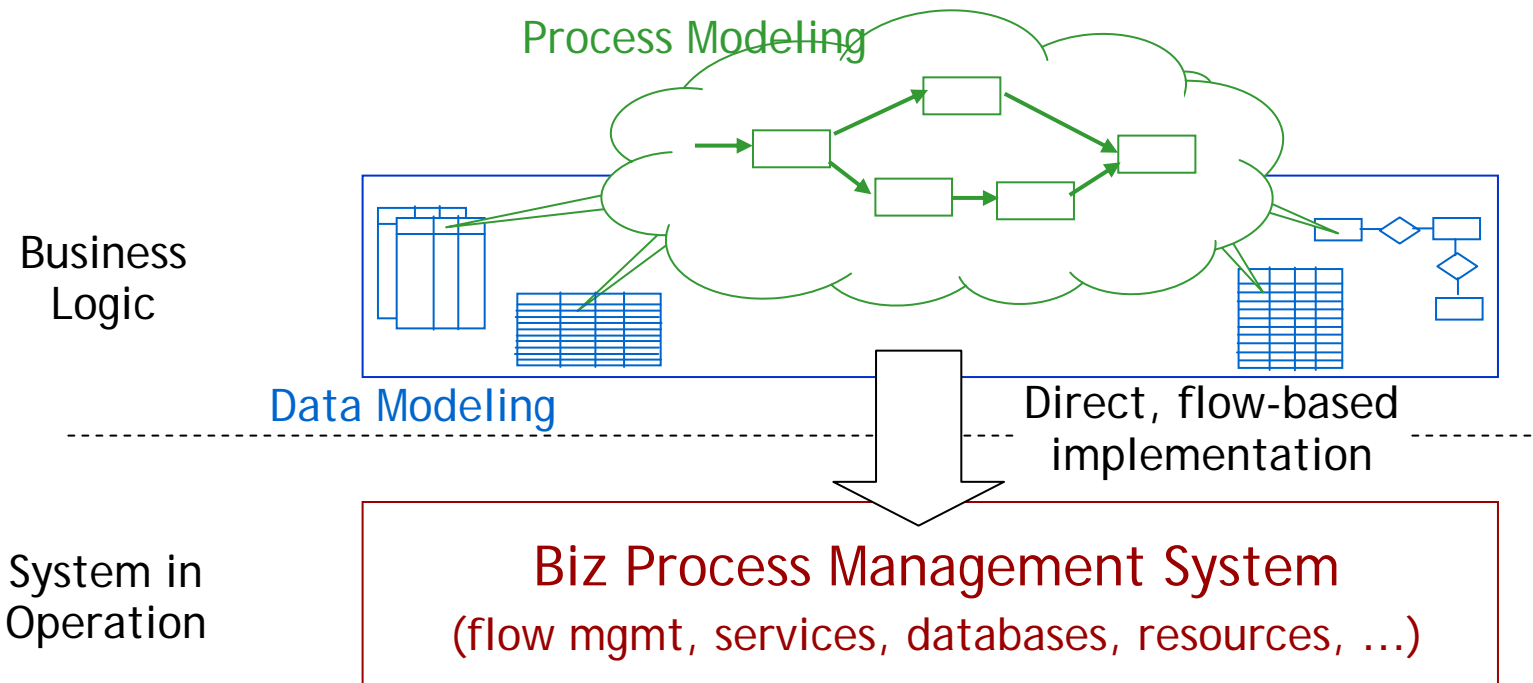 Process Modeling
Business
Logic
Data Modeling
Direct, flow-based
implementation
System in
Operation
Biz Process Management System
(flow mgmt, services, databases, resources, ...)